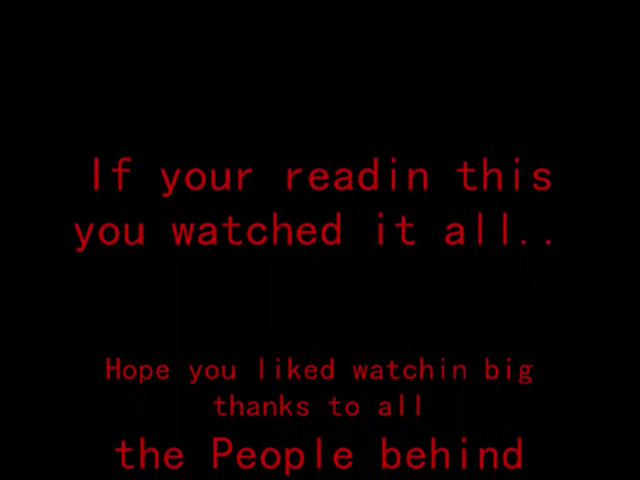 If your readin this
you watched it all..
Hope you liked watchin big
thanks to all
the People behind